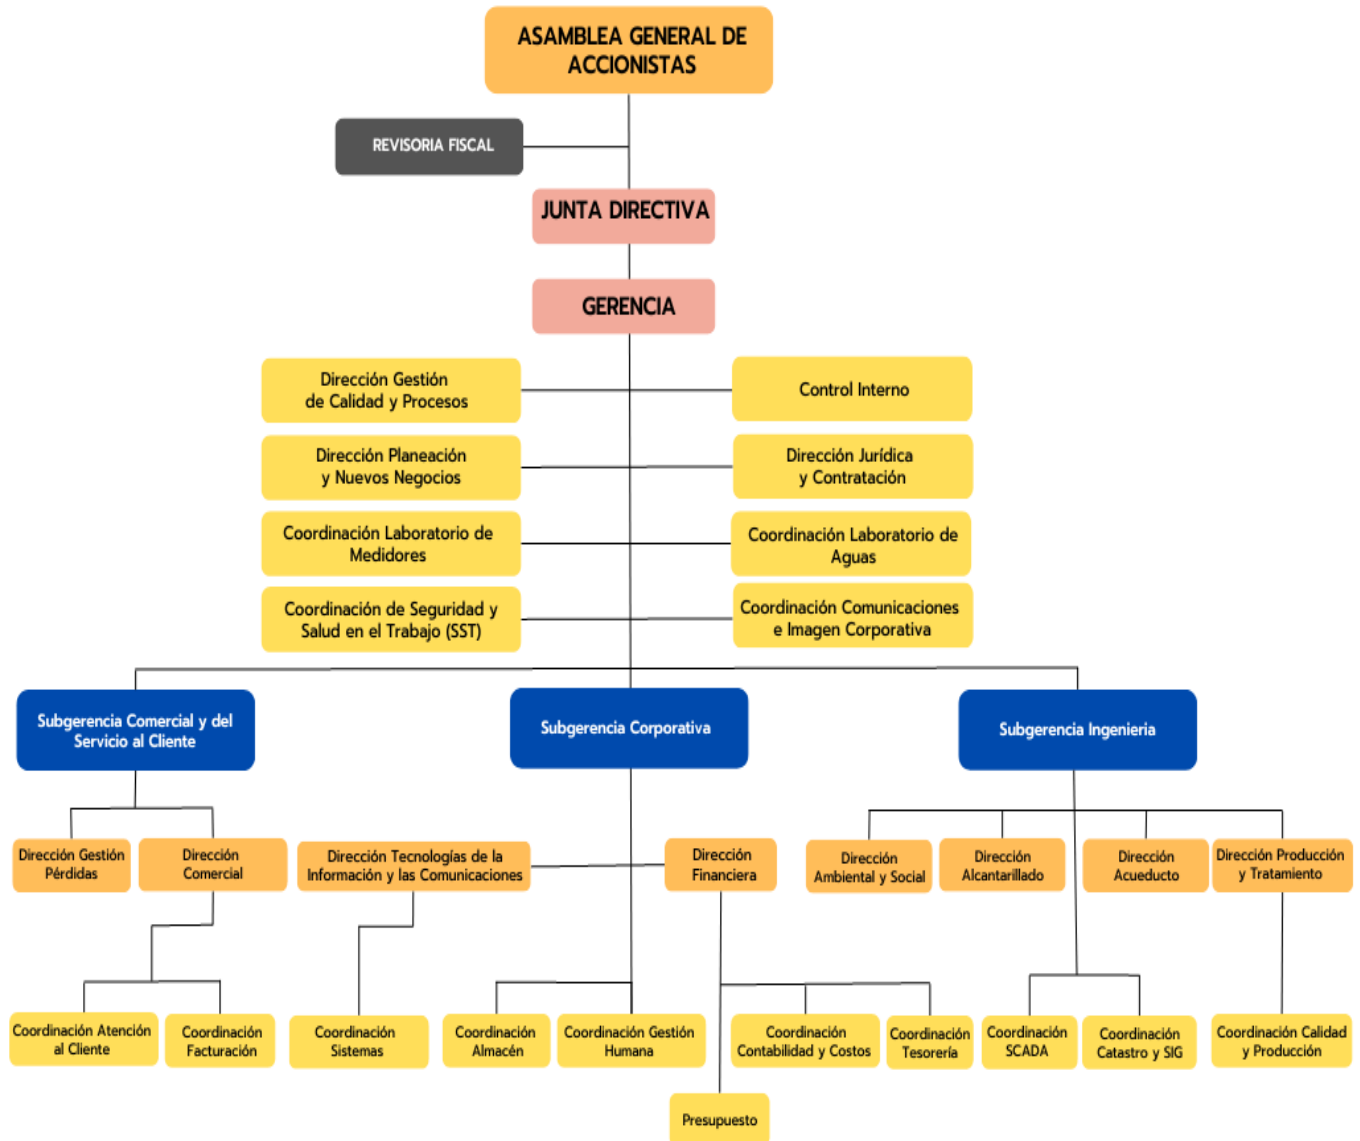 ASAMBLEA GENERAL DE
ACCIONISTAS
REVISORIA FISCAL
JUNTA DIRECTIVA
GERENCIA
Dirección Gestión
de Calidad y Procesos
Control Interno
Dirección Planeación
y Nuevos Negocios
Dirección Jurídica
y Contratación
Coordinación Laboratorio de
Medidores
Coordinación Laboratorio de
Aguas
Coordinación de Seguridad y
Salud en el Trabajo (SST)
Coordinación Comunicaciones
e Imagen Corporativa
Subgerencia Comercial y del
Servicio al Cliente
Subgerencia Corporativa
Subgerencia Ingenieria
Dirección Gestión
Pérdidas
Dirección
Comercial
Dirección Tecnologías de la
Información y las Comunicaciones
Dirección
Financiera
Dirección
Ambiental y Social
Dirección
Alcantarillado
Dirección
Acueducto
Dirección Producción
y Tratamiento
Coordinación Atención
al Cliente
Coordinación
Facturación
Coordinación
Sistemas
Coordinación
Almacén
Coordinación Gestión
Humana
Coordinación
Contabilidad y Costos
Coordinación
Tesorería
Coordinación
SCADA
Coordinación
Catastro y SIG
Coordinación Calidad
y Producción
Presupuesto